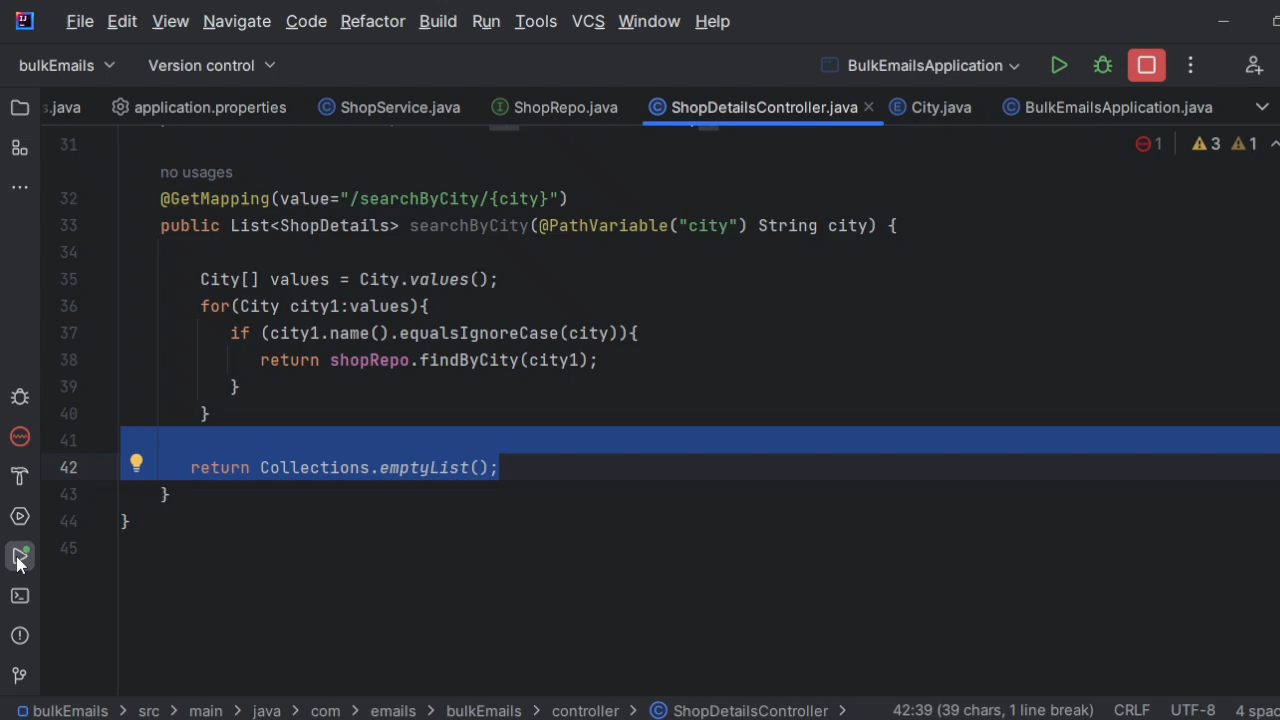 File Edit View Navigate Code Refactor Build Run Tools VCS Window Help
bulkEmails Version control BulkEmailsApplication
s.java application.properties ShopService.java ShopRepo.java ShopDetailsController.java City.java BulkEmailsApplication.java
31 1 3 1
no usages
32 @GetMapping(value="/searchByCity/{city}")
33 public List<ShopDetails> searchByCity(@PathVariable("city") String city) {
34
35 City[] values = City.values();
36 for(City city1:values){
37 if (city1.name().equalsIgnoreCase(city)){
38 return shopRepo.findByCity(city1);
39 }
40 }
41
42 return Collections.emptyList();
43 }
44 }
45
bulkEmails > src > main > java > com > emails > bulkEmails > controller > ShopDetailsController > 42:39 (39 chars, 1 line break) CRLF UTF-8 4 spac